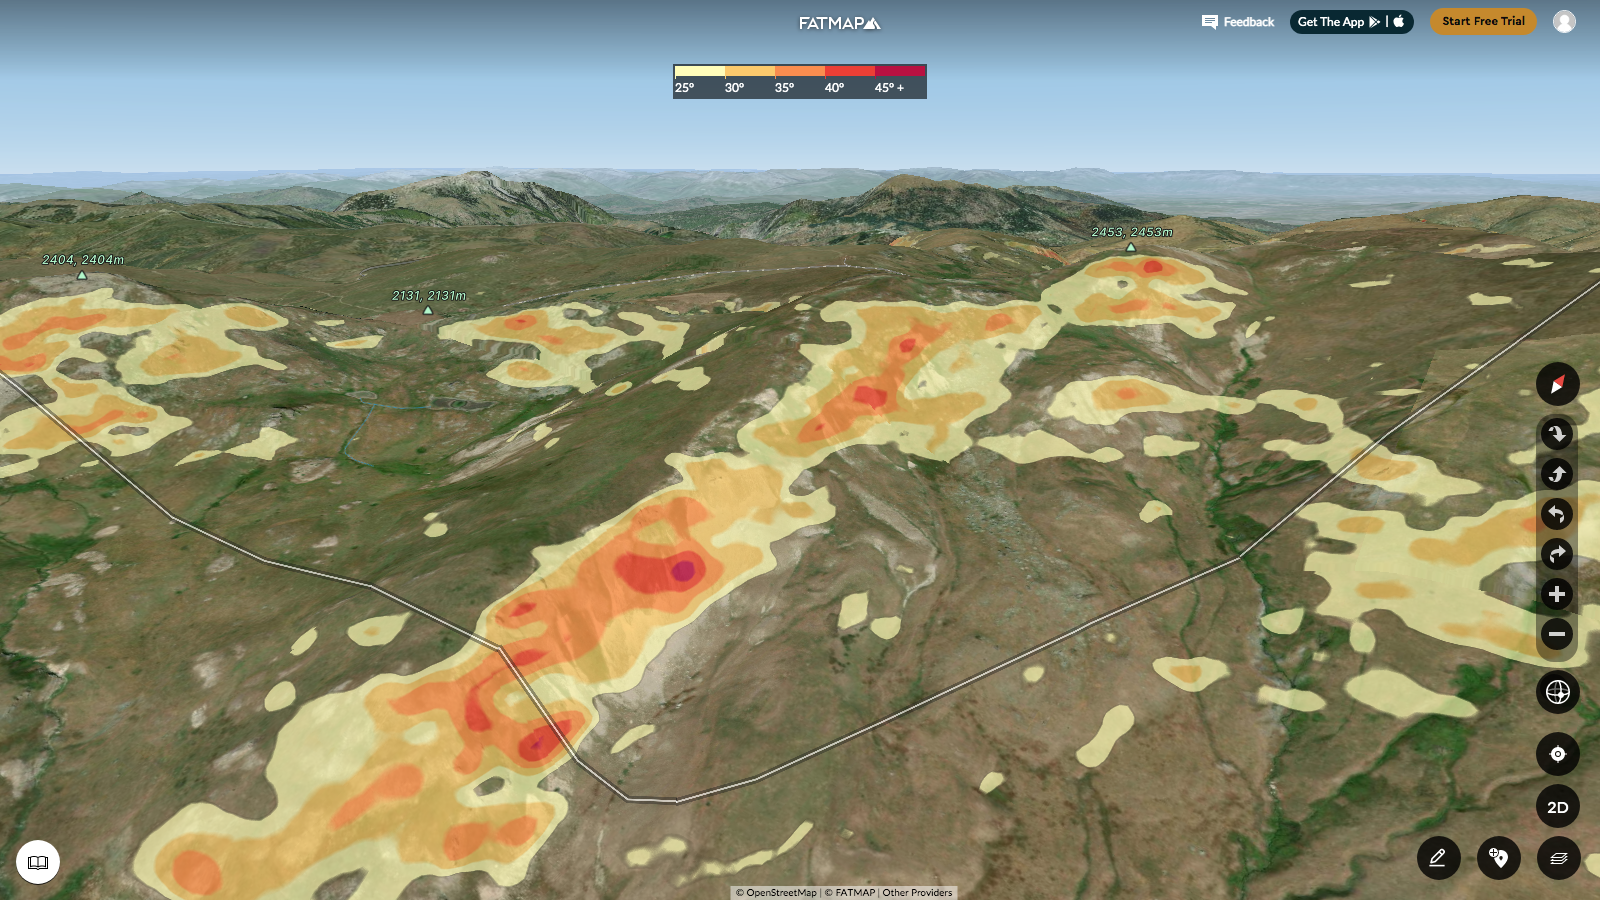 FATMAP
Feedback
Get The App
Start Free Trial
25° 30° 35° 40° 45° +
2453, 2453m
2404, 2404m
2131, 2131m
2D
© OpenStreetMap | © FATMAP | Other Providers